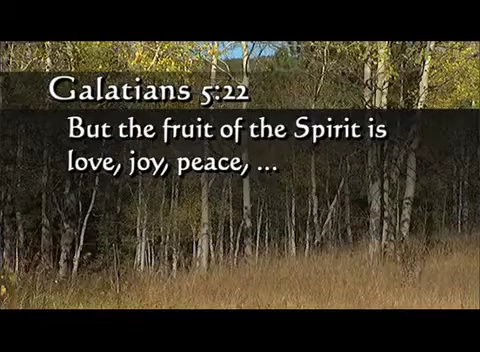 Galatians 5:22
But the fruit of the Spirit is
love, joy, peace, ...